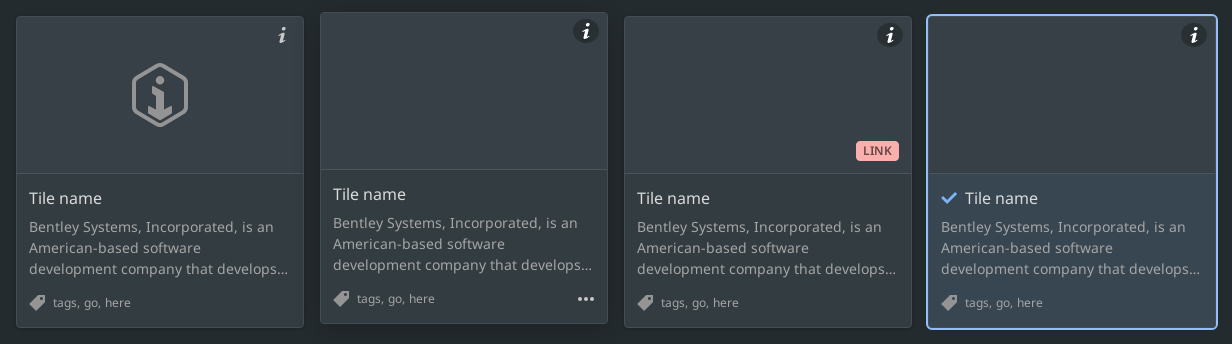 Tile name
Bentley Systems, Incorporated, is an
American-based software
development company that develops...
tags, go, here
Tile name
Bentley Systems, Incorporated, is an
American-based software
development company that develops...
tags, go, here
LINK
Tile name
Bentley Systems, Incorporated, is an
American-based software
development company that develops...
tags, go, here
Tile name
Bentley Systems, Incorporated, is an
American-based software
development company that develops...
tags, go, here